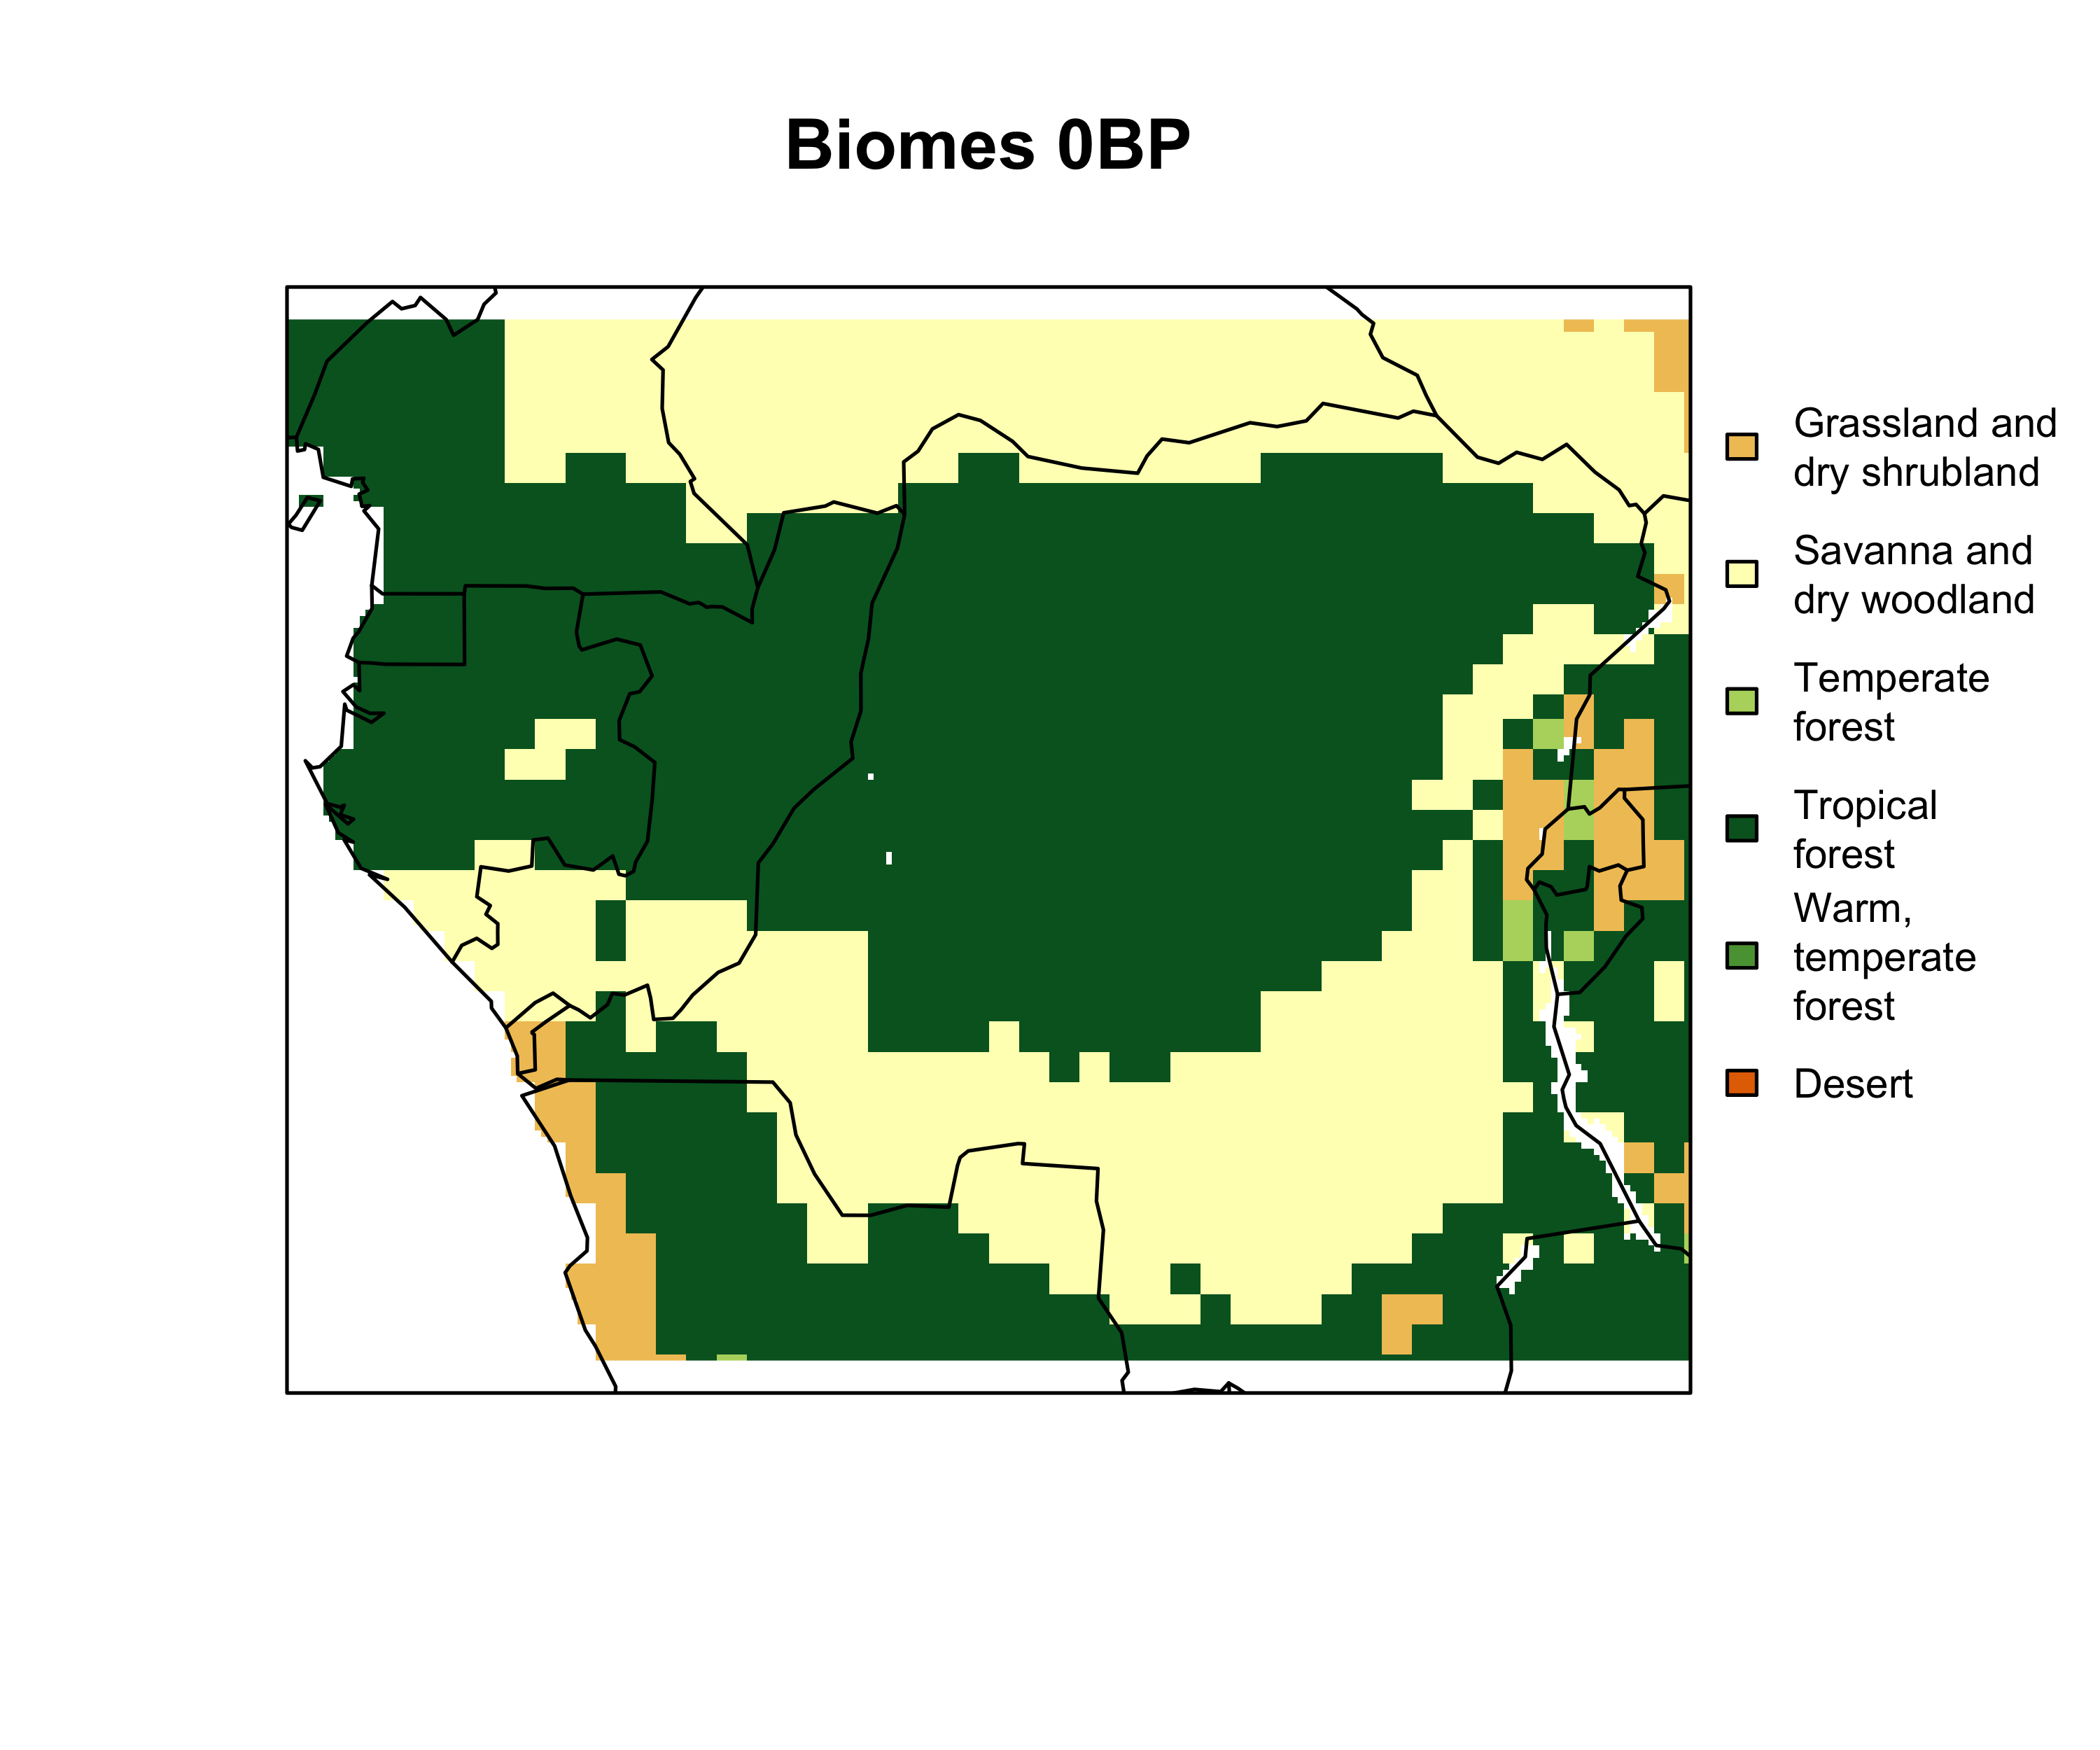 Biomes 0BP
Grassland and
dry shrubland
Savanna and
dry woodland
Temperate
forest
Tropical
forest
Warm,
temperate
forest
Desert